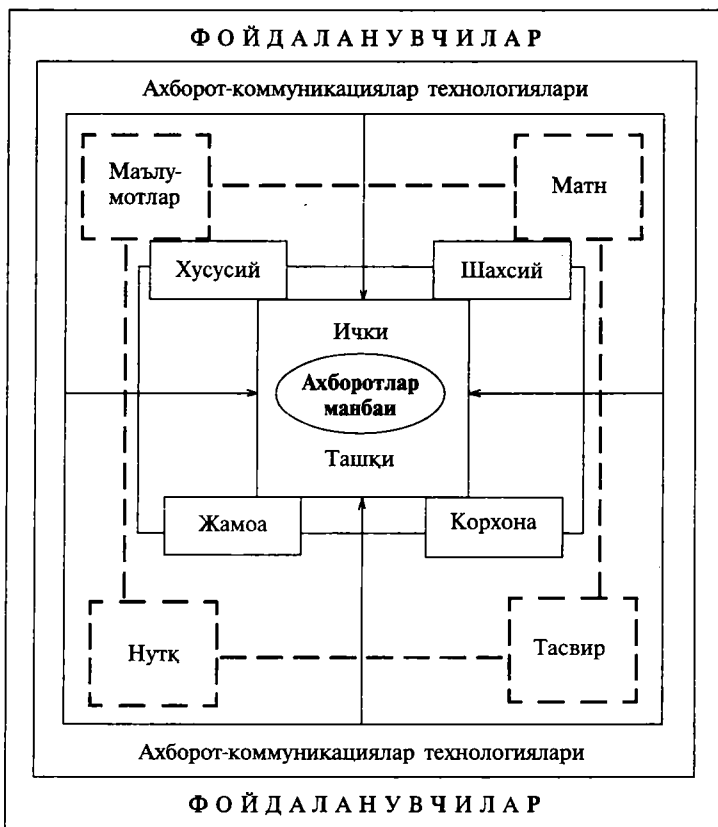 ФОЙДАЛАНУВЧИЛАР
Ахборот-коммуникациялар технологиялари
Маълу-
мотлар
Матн
Хусусий
Шахсий
Ички
Ахборотлар
манбаи
Ташқи
Жамоа
Корхона
Нутқ
Тасвир
Ахборот-коммуникациялар технологиялари
ФОЙДАЛАНУВЧИЛАР